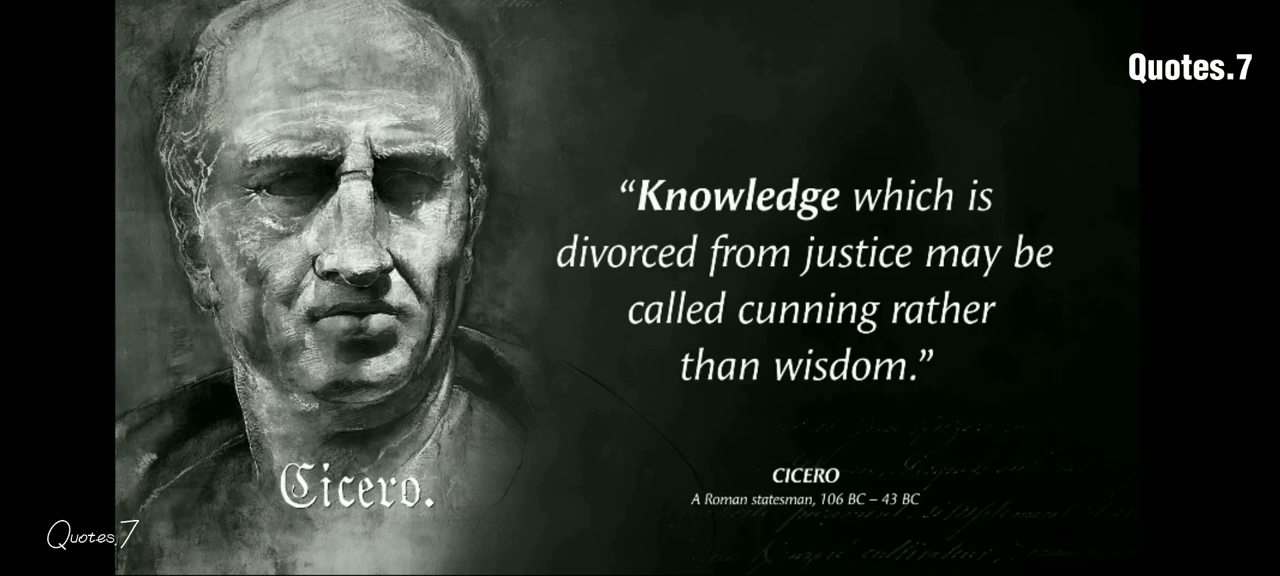 Quotes.7
“Knowledge which is
divorced from justice may be
called cunning rather
than wisdom.”
CICERO
A Roman statesman, 106 BC – 43 BC
Cicero.
Quotes.7